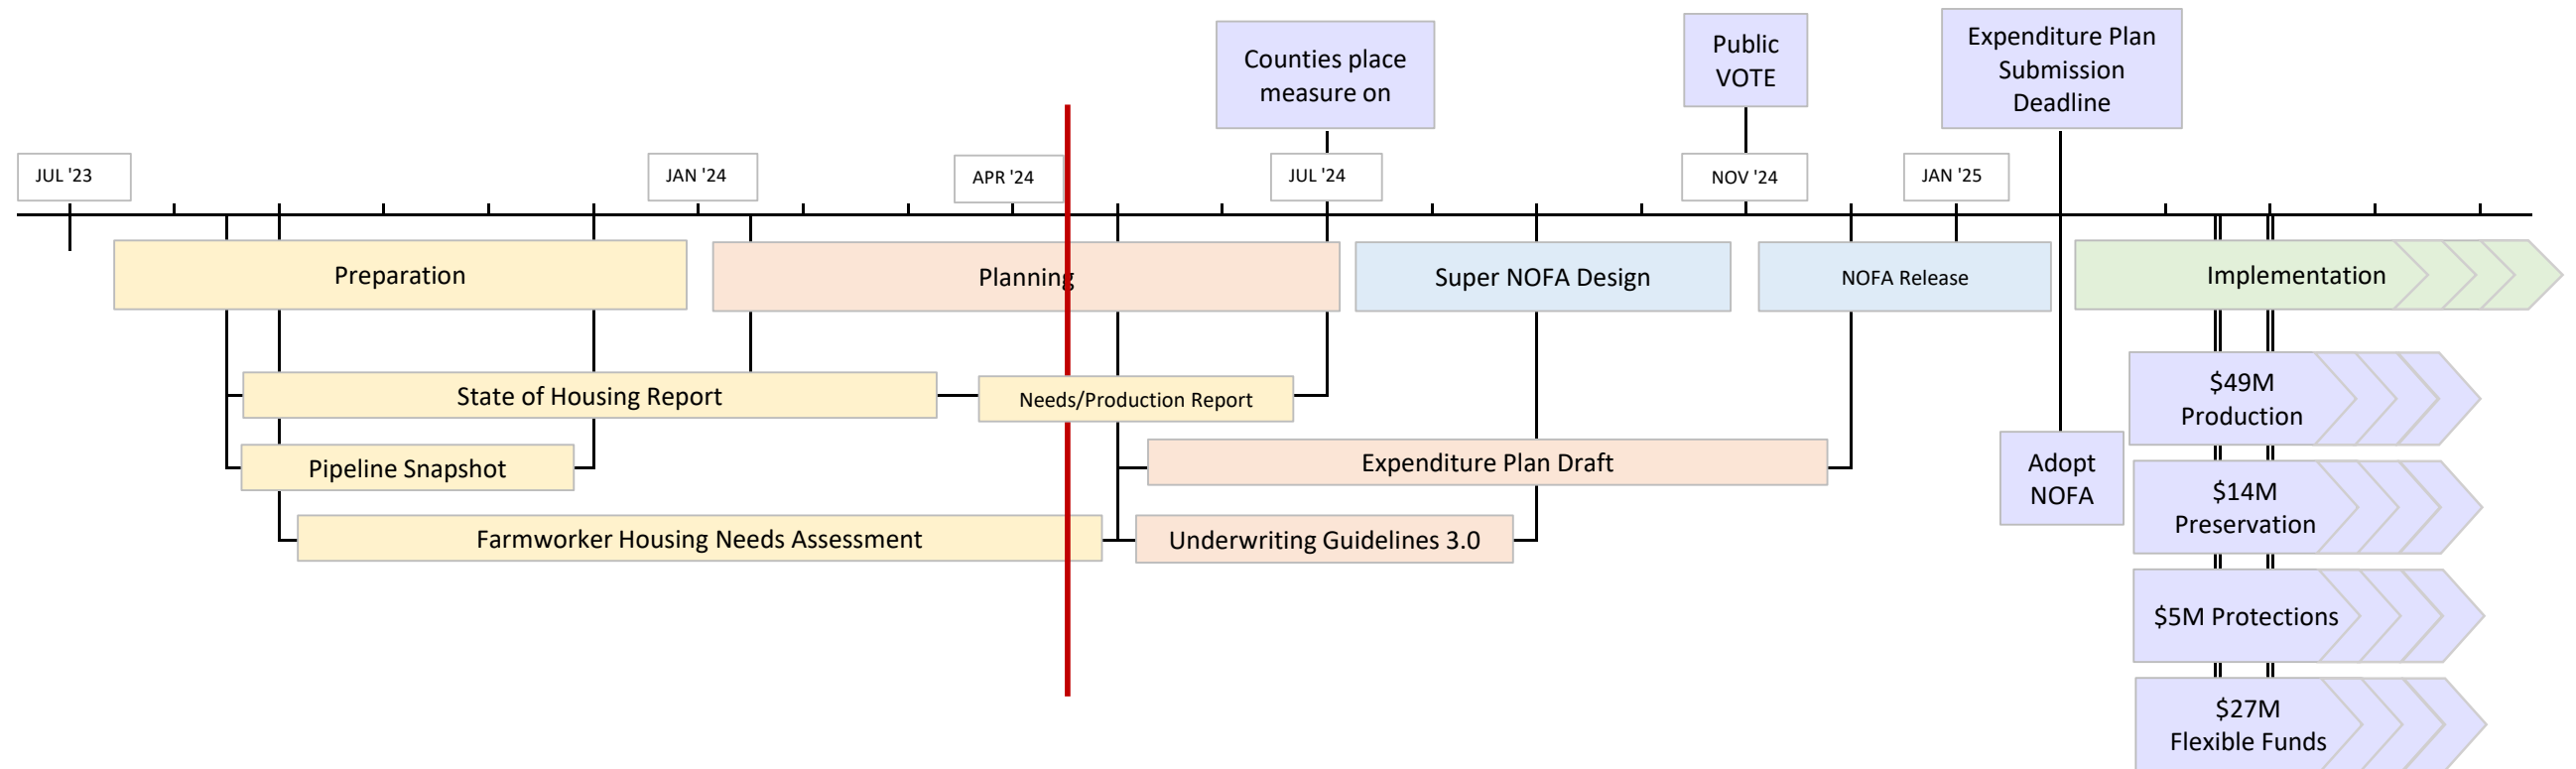 Counties place
measure on
Public
VOTE
Expenditure Plan
Submission
Deadline
JUL '23
JAN '24
APR '24
JUL '24
NOV '24
JAN '25
Preparation
Planning
Super NOFA Design
NOFA Release
Implementation
State of Housing Report
Needs/Production Report
$49M
Production
Pipeline Snapshot
Expenditure Plan Draft
Adopt
NOFA
$14M
Preservation
Farmworker Housing Needs Assessment
Underwriting Guidelines 3.0
$5M Protections
$27M
Flexible Funds